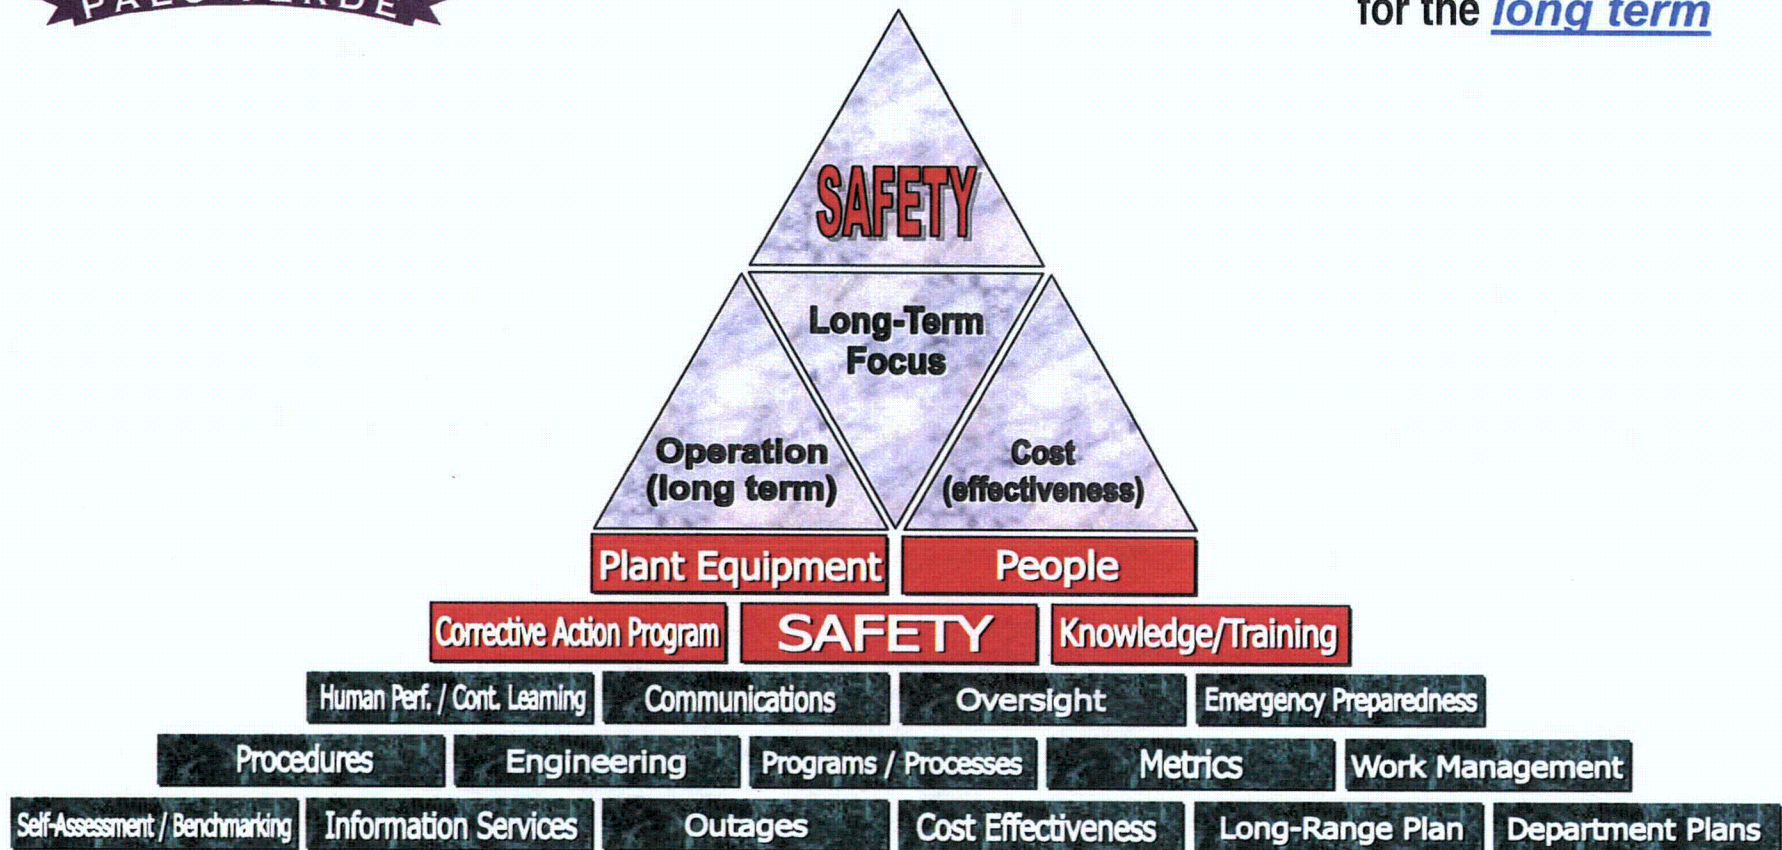 PALO VERDE
for the long term
SAFETY
Long-Term
Focus
Operation
(long term)
Cost
(effectiveness)
Plant Equipment
People
Corrective Action Program
SAFETY
Knowledge/Training
Human Perf. / Cont. Learning
Communications
Oversight
Emergency Preparedness
Procedures
Engineering
Programs / Processes
Metrics
Work Management
Self-Assessment / Benchmarking
Information Services
Outages
Cost Effectiveness
Long-Range Plan
Department Plans